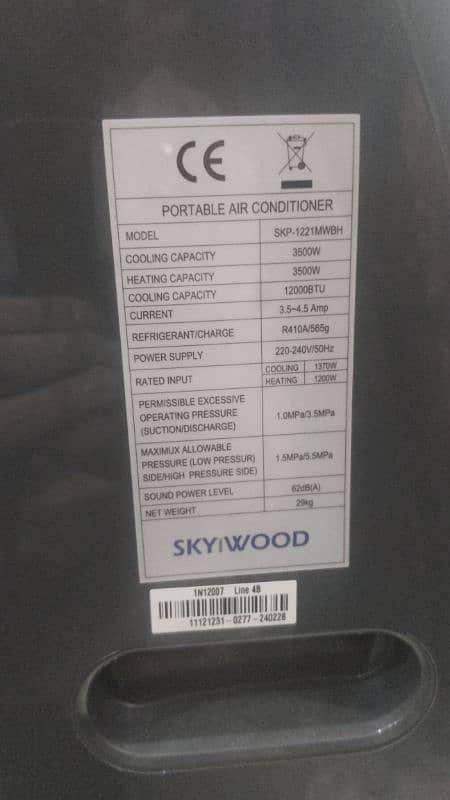 CE
PORTABLE AIR CONDITIONER
MODEL SKP-1221MWBH
COOLING CAPACITY 3500W
HEATING CAPACITY 3500W
COOLING CAPACITY 12000BTU
CURRENT 3.5~4.5 Amp
REFRIGERANT/CHARGE R410A/565g
POWER SUPPLY 220-240V/50Hz
RATED INPUT COOLING 1370W
HEATING 1200W
PERMISSIBLE EXCESSIVE
OPERATING PRESSURE 1.0MPa/3.5MPa
(SUCTION/DISCHARGE)
MAXIMUX ALLOWABLE
PRESSURE (LOW PRESSUR) 1.5MPa/5.5MPa
SIDE/HIGH PRESSURE SIDE)
SOUND POWER LEVEL 62dB(A)
NET WEIGHT 29kg
SKYIWOOD
1N12007 Line 4B
11121231-0277-240228